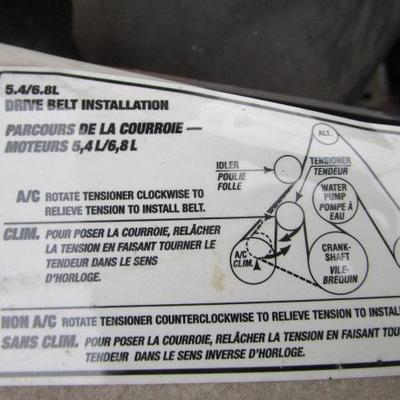 5.4/6.8L
DRIVE BELT INSTALLATION
PARCOURS DE LA COURROIE —
MOTEURS 5,4 L/6,8 L
ALT.
IDLER
POULIE
FOLLE
TENSIONER
TENDEUR
WATER
PUMP
POMPE À
EAU
A/C ROTATE TENSIONER CLOCKWISE TO
RELIEVE TENSION TO INSTALL BELT.
CLIM. POUR POSER LA COURROIE, RELÂCHER
LA TENSION EN FAISANT TOURNER LE
TENDEUR DANS LE SENS
D'HORLOGE.
A/C
CLIM.
CRANK-
SHAFT
VILE-
BREQUIN
NON A/C ROTATE TENSIONER COUNTERCLOCKWISE TO RELIEVE TENSION TO INSTAL
SANS CLIM. POUR POSER LA COURROIE, RELÂCHER LA TENSION EN FAISANT TOUR
TENDEUR DANS LE SENS INVERSE D'HORLOGE.